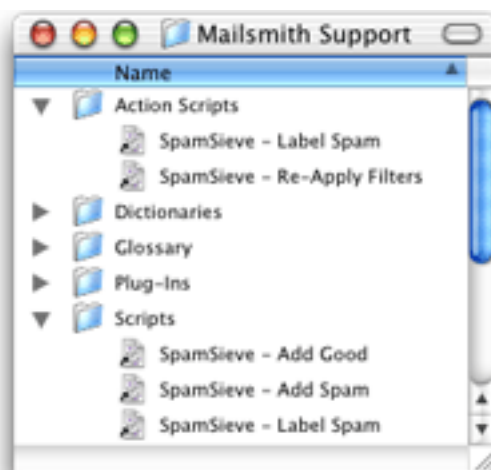 Mailsmith Support
Name
Action Scripts
SpamSieve – Label Spam
SpamSieve – Re-Apply Filters
Dictionaries
Glossary
Plug-Ins
Scripts
SpamSieve – Add Good
SpamSieve – Add Spam
SpamSieve – Label Spam